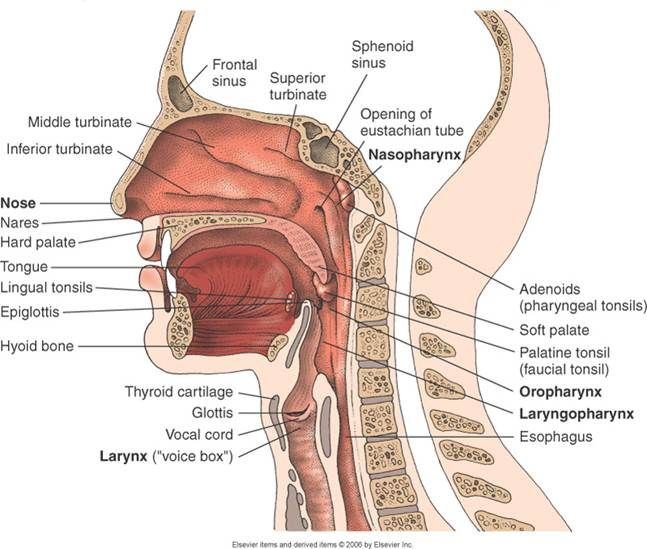 Frontal
sinus
Superior
turbinate
Sphenoid
sinus
Middle turbinate
Inferior turbinate
Opening of
eustachian tube
Nasopharynx
Nose
Nares
Hard palate
Tongue
Lingual tonsils
Epiglottis
Hyoid bone
Adenoids
(pharyngeal tonsils)
Soft palate
Palatine tonsil
(faucial tonsil)
Oropharynx
Laryngopharynx
Esophagus
Thyroid cartilage
Glottis
Vocal cord
Larynx ("voice box")
Elsevier items and derived items © 2006 by Elsevier Inc.